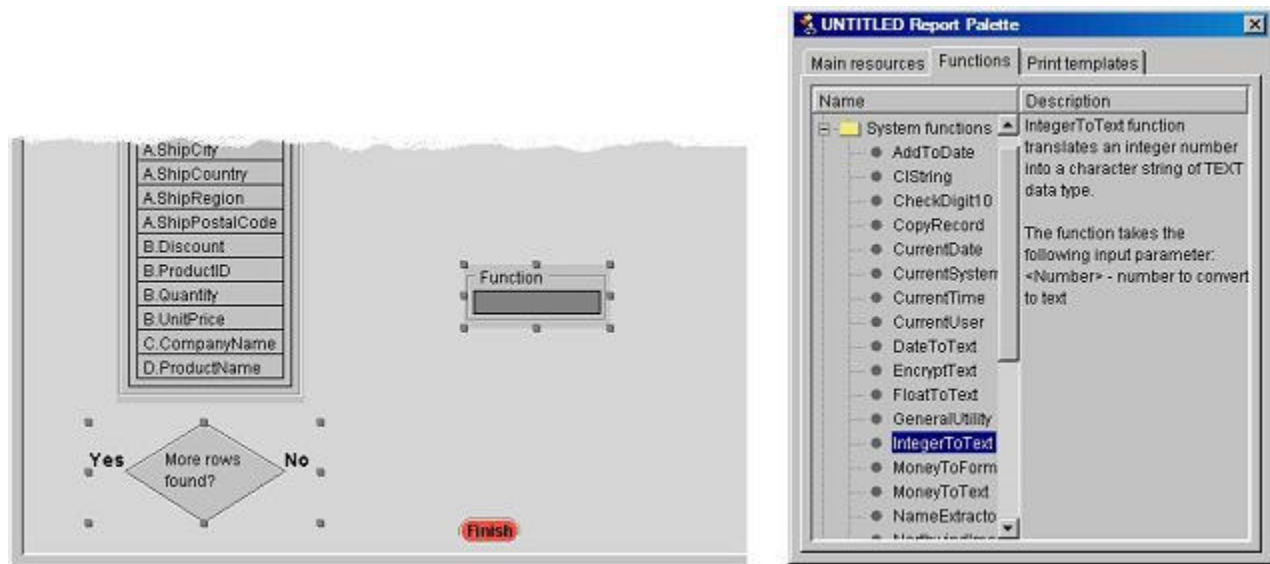 A.ShipCity
A.ShipCountry
A.ShipRegion
A.ShipPostalCode
B.Discount
B.ProductID
B.Quantity
B.UnitPrice
C.CompanyName
D.ProductName
Yes
More rows
found?
No
Function
Finish
UNTITLED Report Palette
Main resources Functions Print templates
Name Description
System functions
AddToDate
CIString
CheckDigit10
CopyRecord
CurrentDate
CurrentSystem
CurrentTime
CurrentUser
DateToText
EncryptText
FloatToText
GeneralUtility
IntegerToText
MoneyToForm
MoneyToText
NameExtracto
IntegerToText function
translates an integer number
into a character string of TEXT
data type.
The function takes the
following input parameter:
<Number> - number to convert
to text